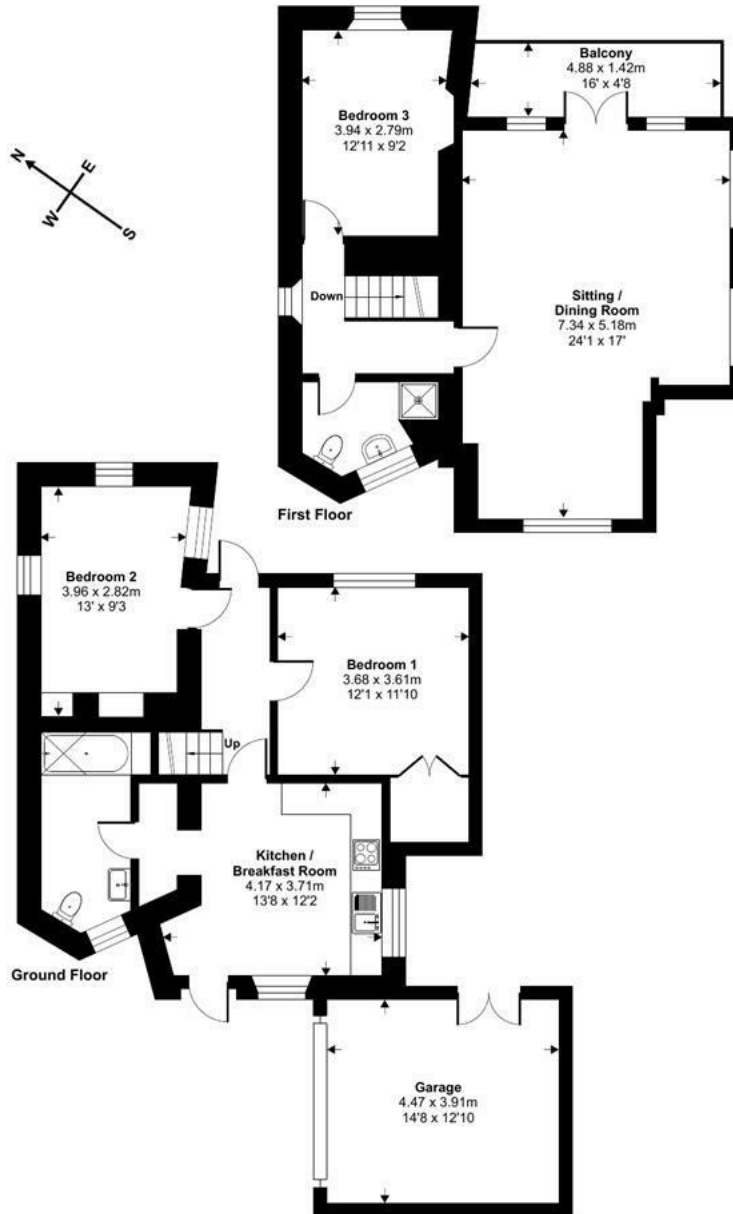 Balcony
4.88 x 1.42m
16' x 4'8
Bedroom 3
3.94 x 2.79m
12'11 x 9'2
N
E
W
S
Down
Sitting /
Dining Room
7.34 x 5.18m
24'1 x 17'
First Floor
Bedroom 2
3.96 x 2.82m
13' x 9'3
Bedroom 1
3.68 x 3.61m
12'1 x 11'10
Up
Kitchen /
Breakfast Room
4.17 x 3.71m
13'8 x 12'2
Ground Floor
Garage
4.47 x 3.91m
14'8 x 12'10